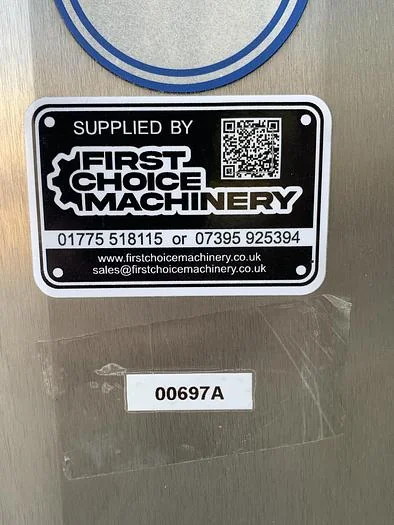 SUPPLIED BY
FIRST
CHOICE
MACHINERY
01775 518115 or 07395 925394
www.firstchoicemachinery.co.uk
sales@firstchoicemachinery.co.uk
00697A